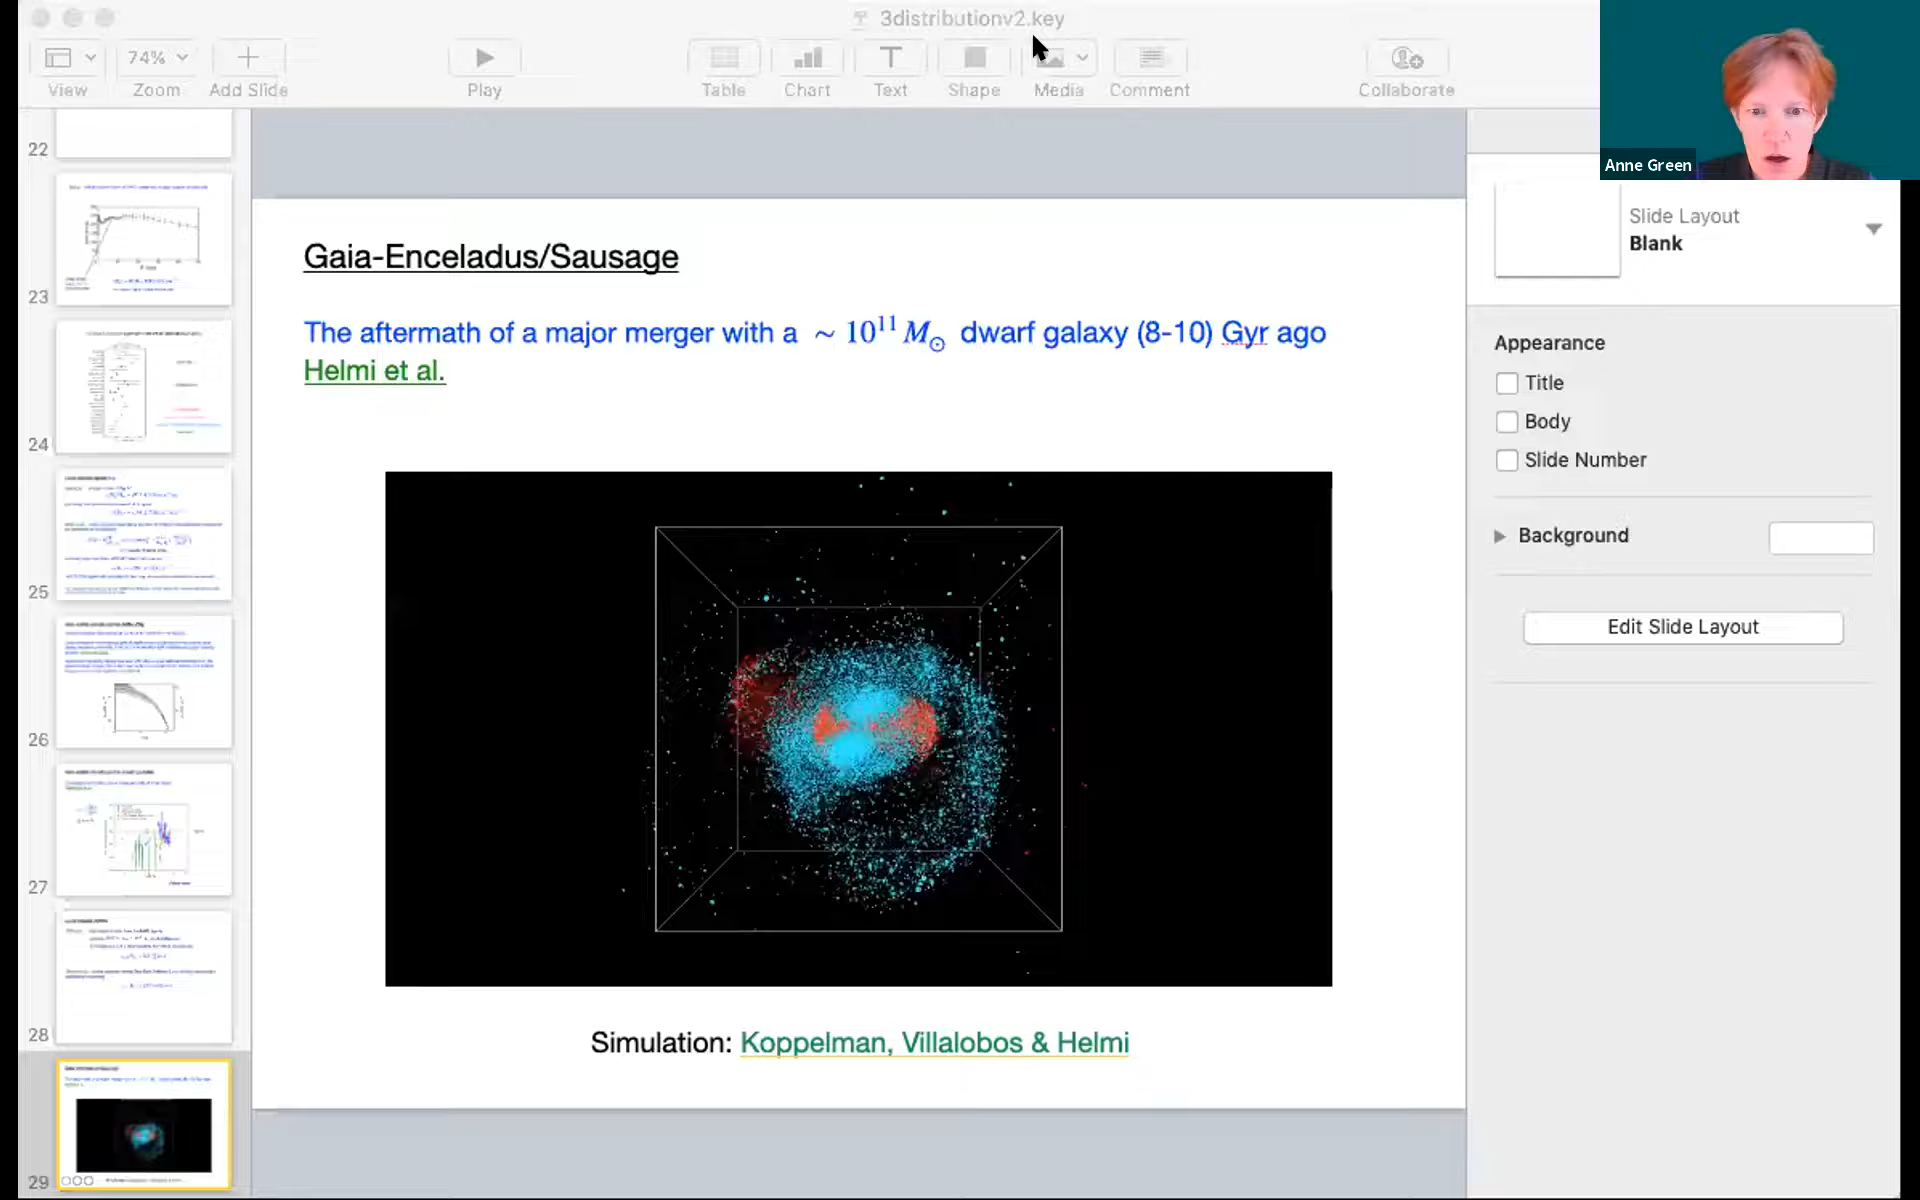 3distributionv2.key
74%
View
Zoom
Add Slide
Play
Table
Chart
Text
Shape
Media
Comment
Collaborate
Anne Green
22
23
24
25
26
27
28
29
Gaia-Enceladus/Sausage
The aftermath of a major merger with a ∼ 10¹¹ M⊙ dwarf galaxy (8-10) Gyr ago
Helmi et al.
Simulation: Koppelman, Villalobos & Helmi
Slide Layout
Blank
Appearance
Title
Body
Slide Number
Background
Edit Slide Layout